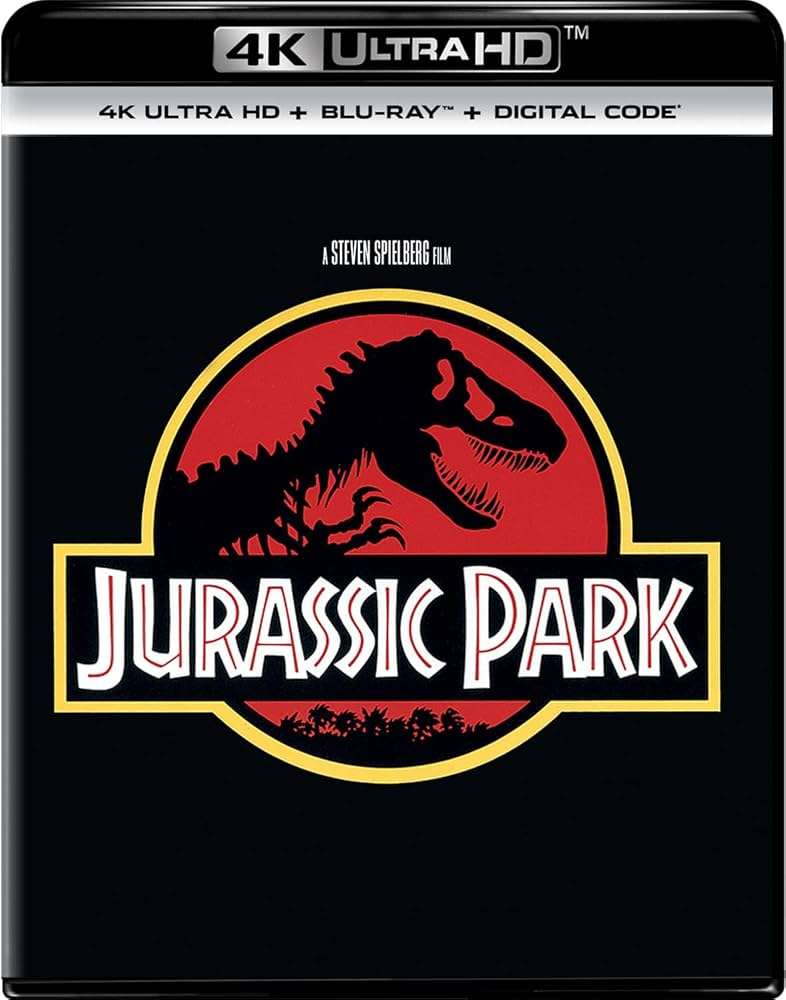 4K ULTRA HD™
4K ULTRA HD + BLU-RAY™ + DIGITAL CODE*
A STEVEN SPIELBERG FILM
JURASSIC PARK